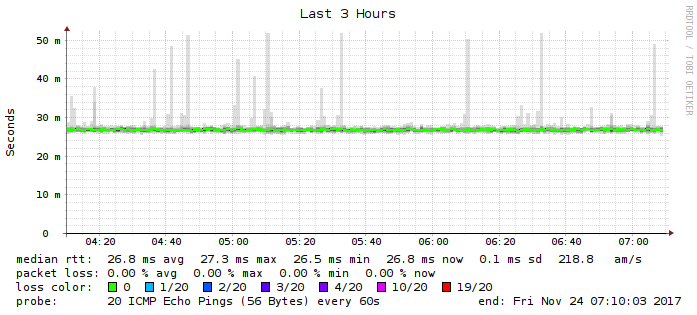 Last 3 Hours
RRDTOOL / TOBI OETIKER
Seconds
50 m
40 m
30 m
20 m
10 m
0
04:20 04:40 05:00 05:20 05:40 06:00 06:20 06:40 07:00
median rtt: 26.8 ms avg 27.3 ms max 26.5 ms min 26.8 ms now 0.1 ms sd 218.8 am/s
packet loss: 0.00 % avg 0.00 % max 0.00 % min 0.00 % now
loss color: 0 1/20 2/20 3/20 4/20 10/20 19/20
probe: 20 ICMP Echo Pings (56 Bytes) every 60s end: Fri Nov 24 07:10:03 2017